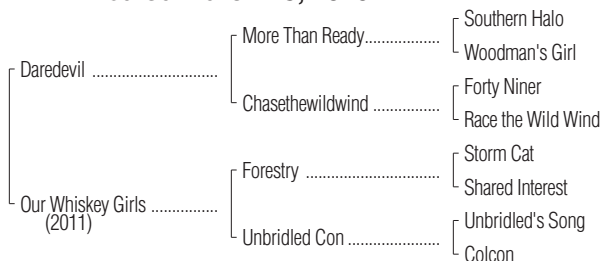 Southern Halo
More Than Ready
Woodman's Girl
Daredevil
Forty Niner
Chasethewildwind
Race the Wild Wind
Storm Cat
Forestry
Shared Interest
Our Whiskey Girls
(2011)
Unbridled's Song
Unbridled Con
Colcon